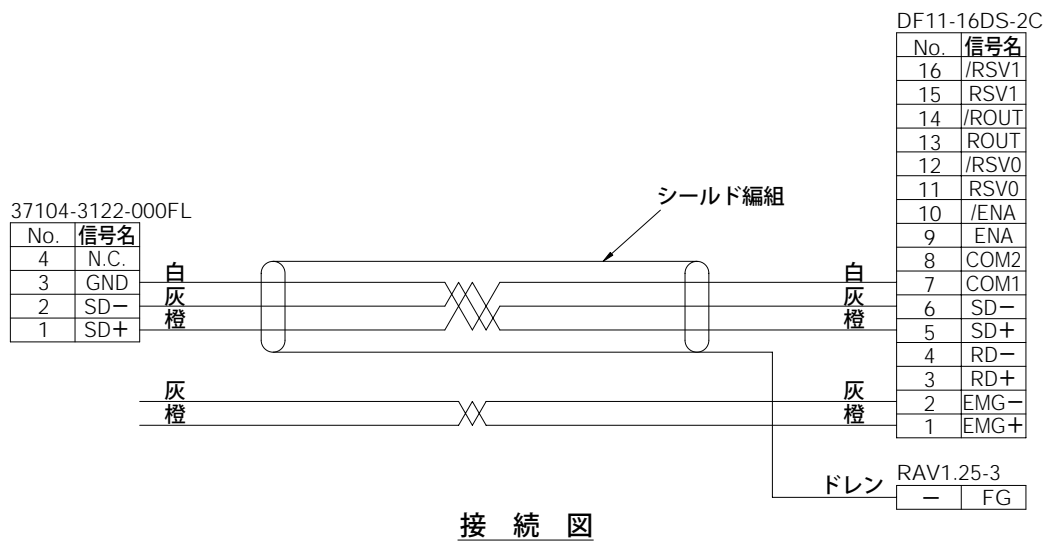 DF11-16DS-2C
No. 信号名
16 /RSV1
15 RSV1
14 /ROUT
13 ROUT
12 /RSV0
11 RSV0
10 /ENA
9 ENA
8 COM2
7 COM1
6 SD−
5 SD+
4 RD−
3 RD+
2 EMG−
1 EMG+
シールド編組
37104-3122-000FL
No. 信号名
4 N.C.
3 GND
2 SD−
1 SD+
白 白
灰 灰
橙 橙
灰 灰
橙 橙
RAV1.25-3
ドレン − FG
接 続 図